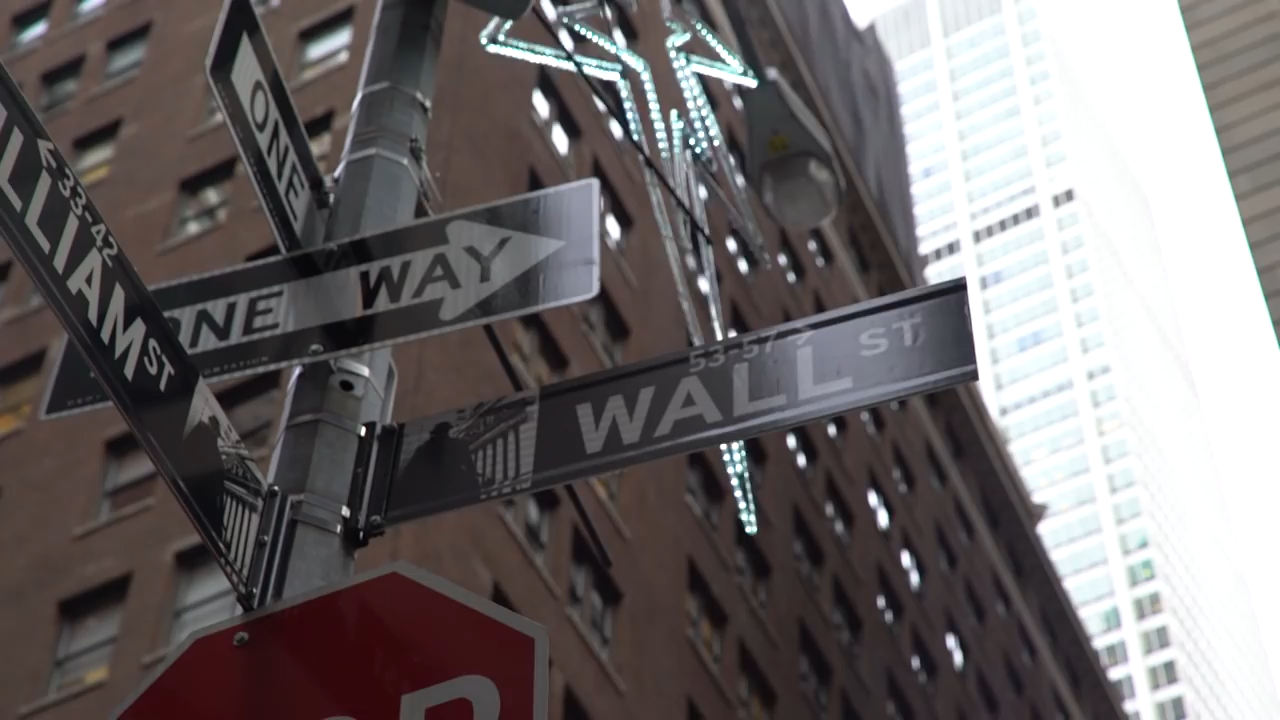 ONE
ONE WAY
33-42
WILLIAM ST
53-57
WALL ST